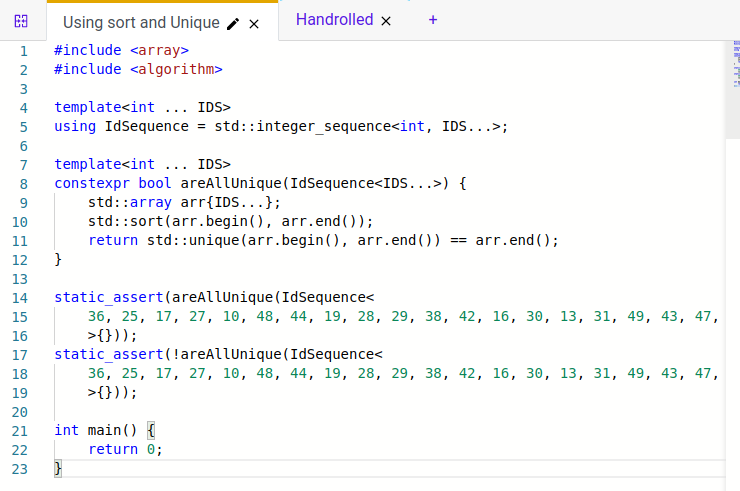 Using sort and Unique
Handrolled
+
1 #include <array>
2 #include <algorithm>
3
4 template<int ... IDS>
5 using IdSequence = std::integer_sequence<int, IDS...>;
6
7 template<int ... IDS>
8 constexpr bool areAllUnique(IdSequence<IDS...>) {
9     std::array arr{IDS...};
10     std::sort(arr.begin(), arr.end());
11     return std::unique(arr.begin(), arr.end()) == arr.end();
12 }
13
14 static_assert(areAllUnique(IdSequence<
15     36, 25, 17, 27, 10, 48, 44, 19, 28, 29, 38, 42, 16, 30, 13, 31, 49, 43, 47,
16     >{}));
17 static_assert(!areAllUnique(IdSequence<
18     36, 25, 17, 27, 10, 48, 44, 19, 28, 29, 38, 42, 16, 30, 13, 31, 49, 43, 47,
19     >{}));
20
21 int main() {
22     return 0;
23 }